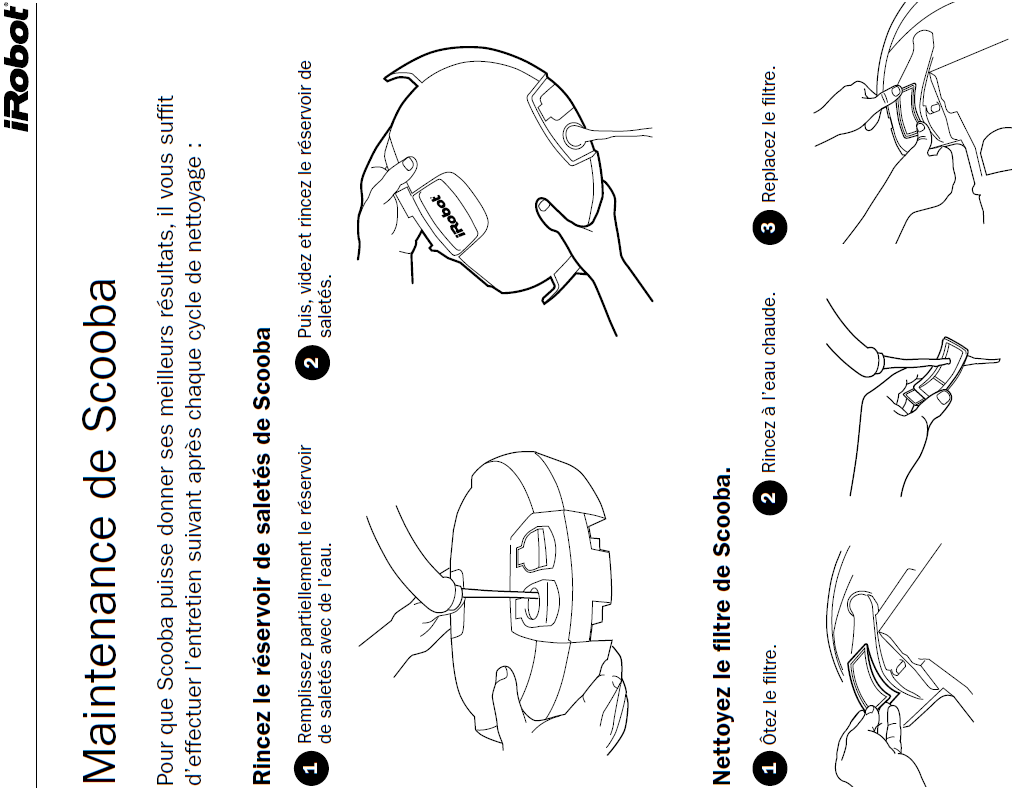 iRobot
Maintenance de Scooba
Pour que Scooba puisse donner ses meilleurs résultats, il vous suffit
d'effectuer l'entretien suivant après chaque cycle de nettoyage :
Rincez le réservoir de saletés de Scooba
1 Remplissez partiellement le réservoir
de saletés avec de l'eau.
2 Puis, videz et rincez le réservoir de
saletés.
iRobot
Nettoyez le filtre de Scooba.
1 Ôtez le filtre.
2 Rincez à l'eau chaude.
3 Replacez le filtre.